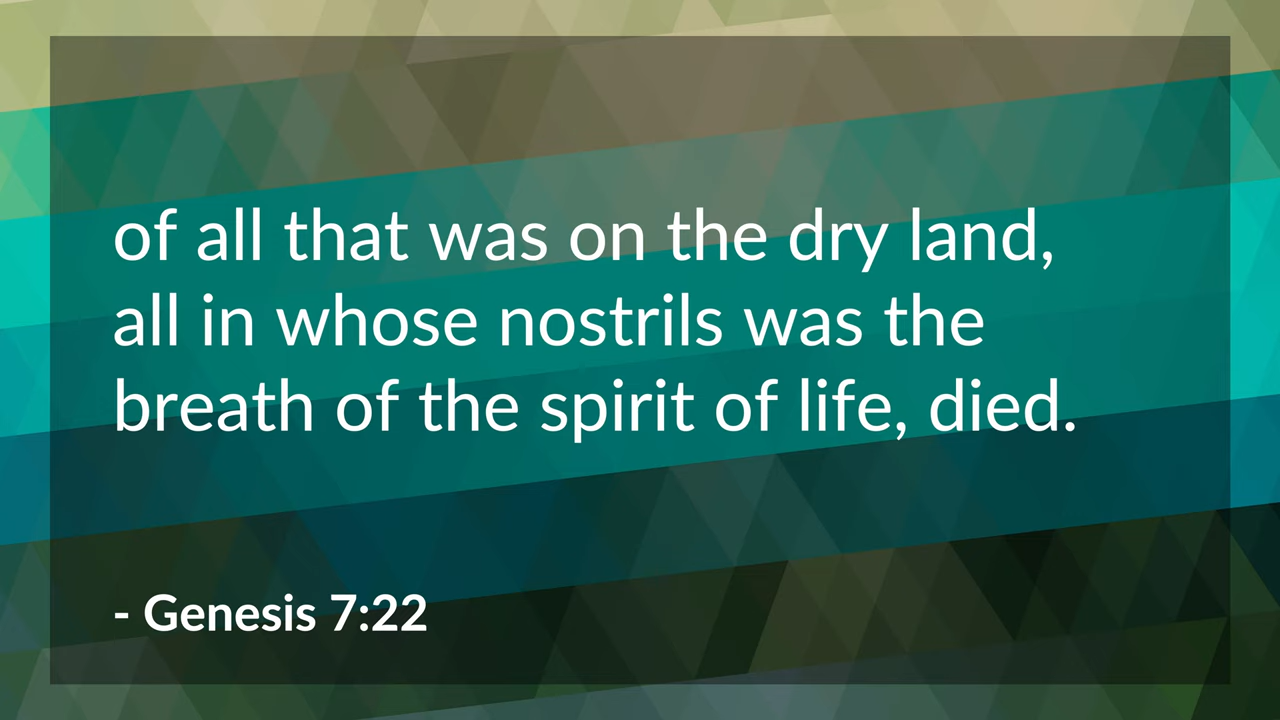 of all that was on the dry land,
all in whose nostrils was the
breath of the spirit of life, died.
- Genesis 7:22